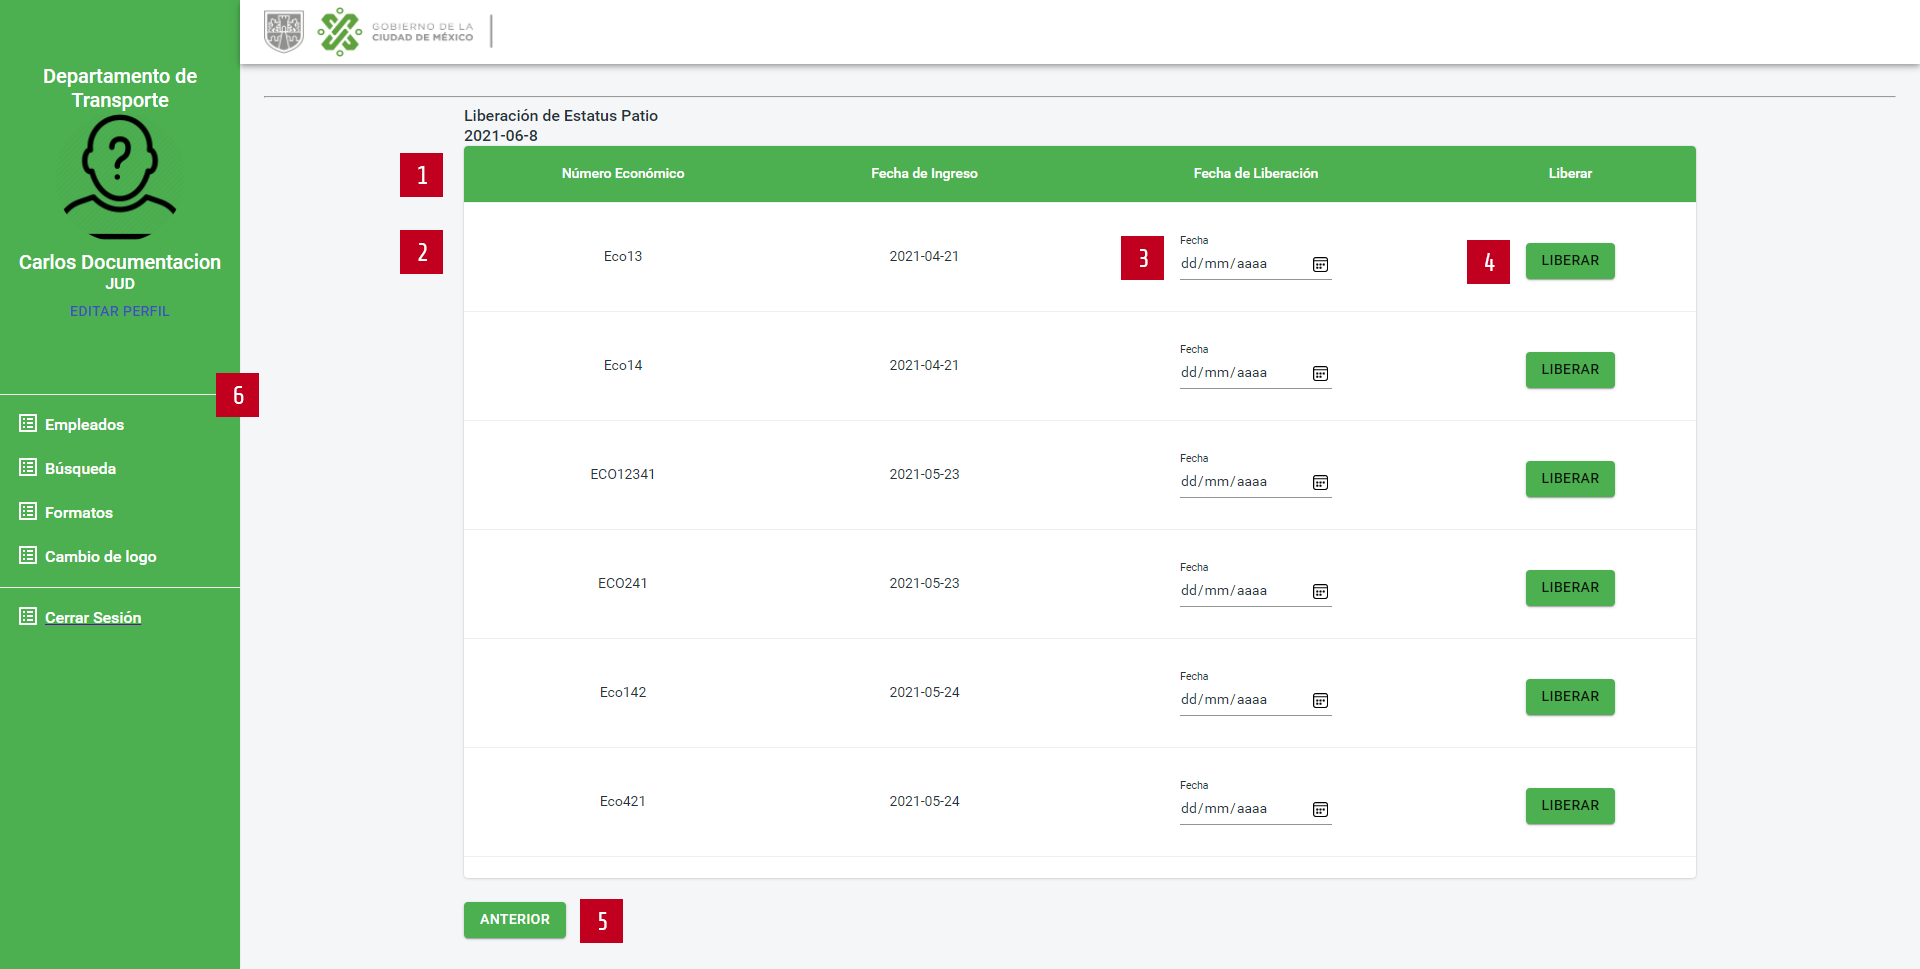 GOBIERNO DE LA
CIUDAD DE MÉXICO
Departamento de
Transporte
Carlos Documentacion
JUD
EDITAR PERFIL
6
Empleados
Búsqueda
Formatos
Cambio de logo
Cerrar Sesión
Liberación de Estatus Patio
2021-06-8
1 Número Económico Fecha de Ingreso Fecha de Liberación Liberar
Fecha
2 Eco13 2021-04-21 3 dd/mm/aaaa 4 LIBERAR
Fecha
Eco14 2021-04-21 dd/mm/aaaa LIBERAR
Fecha
ECO12341 2021-05-23 dd/mm/aaaa LIBERAR
Fecha
ECO241 2021-05-23 dd/mm/aaaa LIBERAR
Fecha
Eco142 2021-05-24 dd/mm/aaaa LIBERAR
Fecha
Eco421 2021-05-24 dd/mm/aaaa LIBERAR
ANTERIOR 5